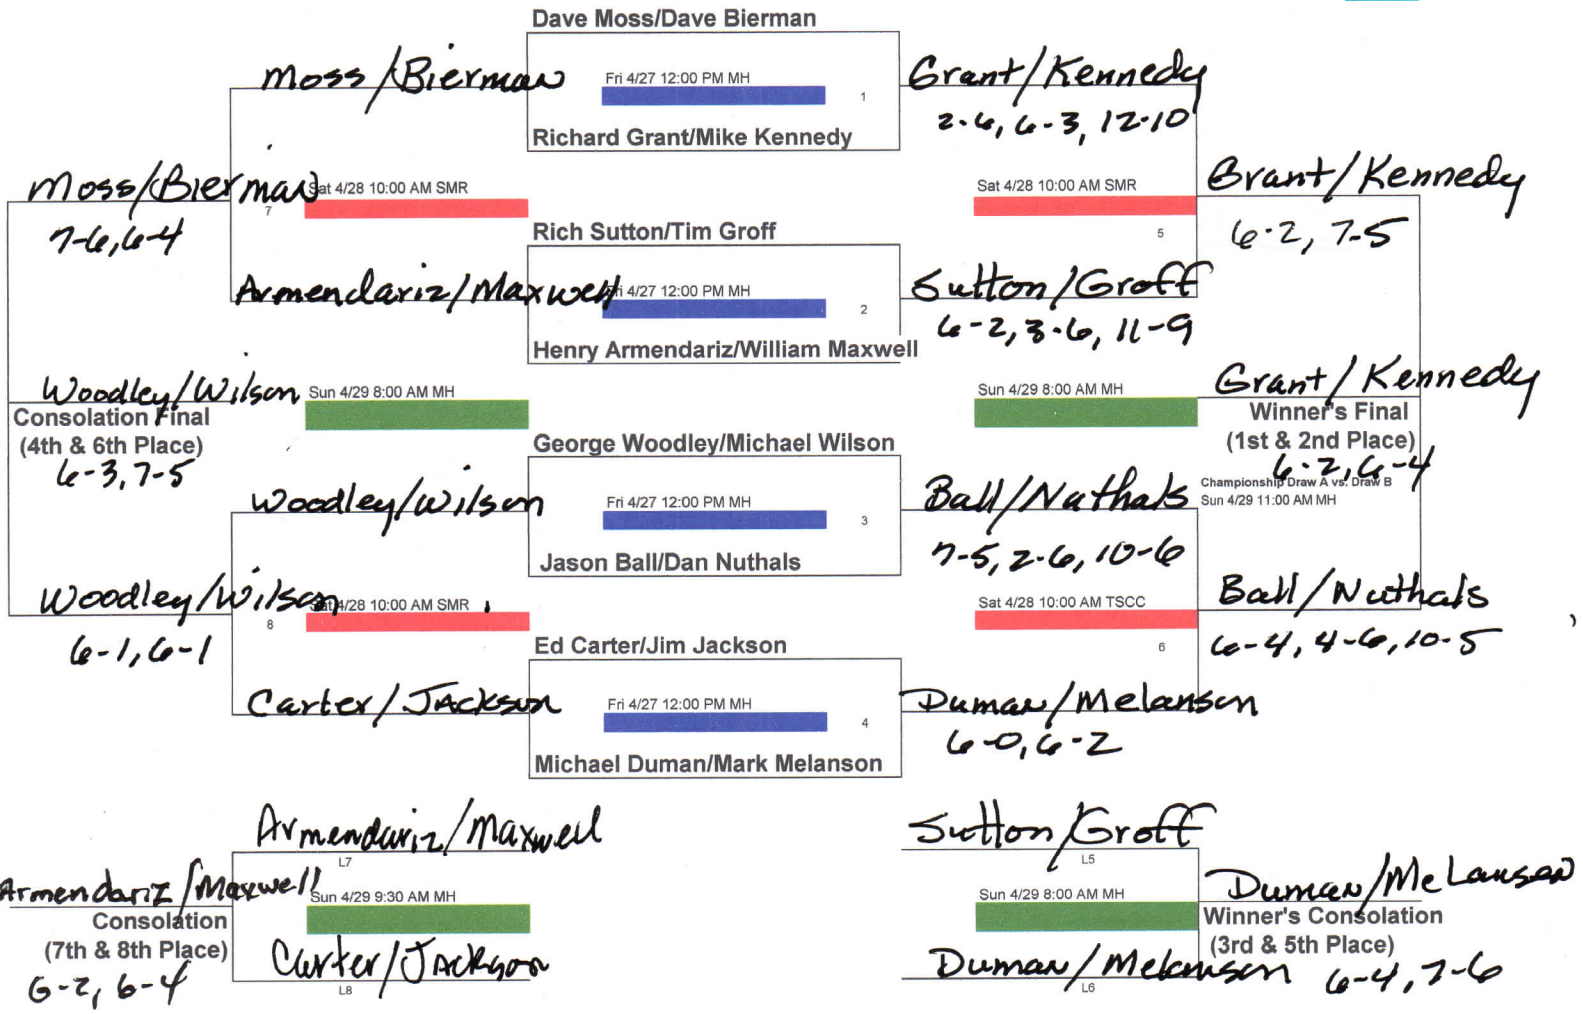 Dave Moss/Dave Bierman
Moss/Bierman
Fri 4/27 12:00 PM MH
1
Grant/Kennedy
2-6, 6-3, 12-10
Richard Grant/Mike Kennedy
Moss/Bierman
7-6, 6-4
Sat 4/28 10:00 AM SMR
7
Sat 4/28 10:00 AM SMR
5
Grant/Kennedy
6-2, 7-5
Rich Sutton/Tim Groff
Armendariz/Maxwell
Fri 4/27 12:00 PM MH
2
Sutton/Groff
6-2, 3-6, 11-9
Henry Armendariz/William Maxwell
Woodley/Wilson
Sun 4/29 8:00 AM MH
Consolation Final
(4th & 6th Place)
6-3, 7-5
Sun 4/29 8:00 AM MH
Grant/Kennedy
Winner's Final
(1st & 2nd Place)
6-2, 6-4
Championship Draw A vs. Draw B
Sun 4/29 11:00 AM MH
George Woodley/Michael Wilson
Woodley/Wilson
Fri 4/27 12:00 PM MH
3
Ball/Nuthals
7-5, 2-6, 10-6
Jason Ball/Dan Nuthals
Woodley/Wilson
6-1, 6-1
Sat 4/28 10:00 AM SMR
8
Sat 4/28 10:00 AM TSCC
6
Ball/Nuthals
6-4, 4-6, 10-5
Ed Carter/Jim Jackson
Carter/Jackson
Fri 4/27 12:00 PM MH
4
Duman/Melanson
6-0, 6-2
Michael Duman/Mark Melanson
Armendariz/Maxwell
L7
Armendariz/Maxwell
Sun 4/29 9:30 AM MH
Consolation
(7th & 8th Place)
6-2, 6-4
Carter/Jackson
L8
Sutton/Groff
L5
Sun 4/29 8:00 AM MH
Duman/Melanson
Winner's Consolation
(3rd & 5th Place)
6-4, 7-6
Duman/Melanson
L6